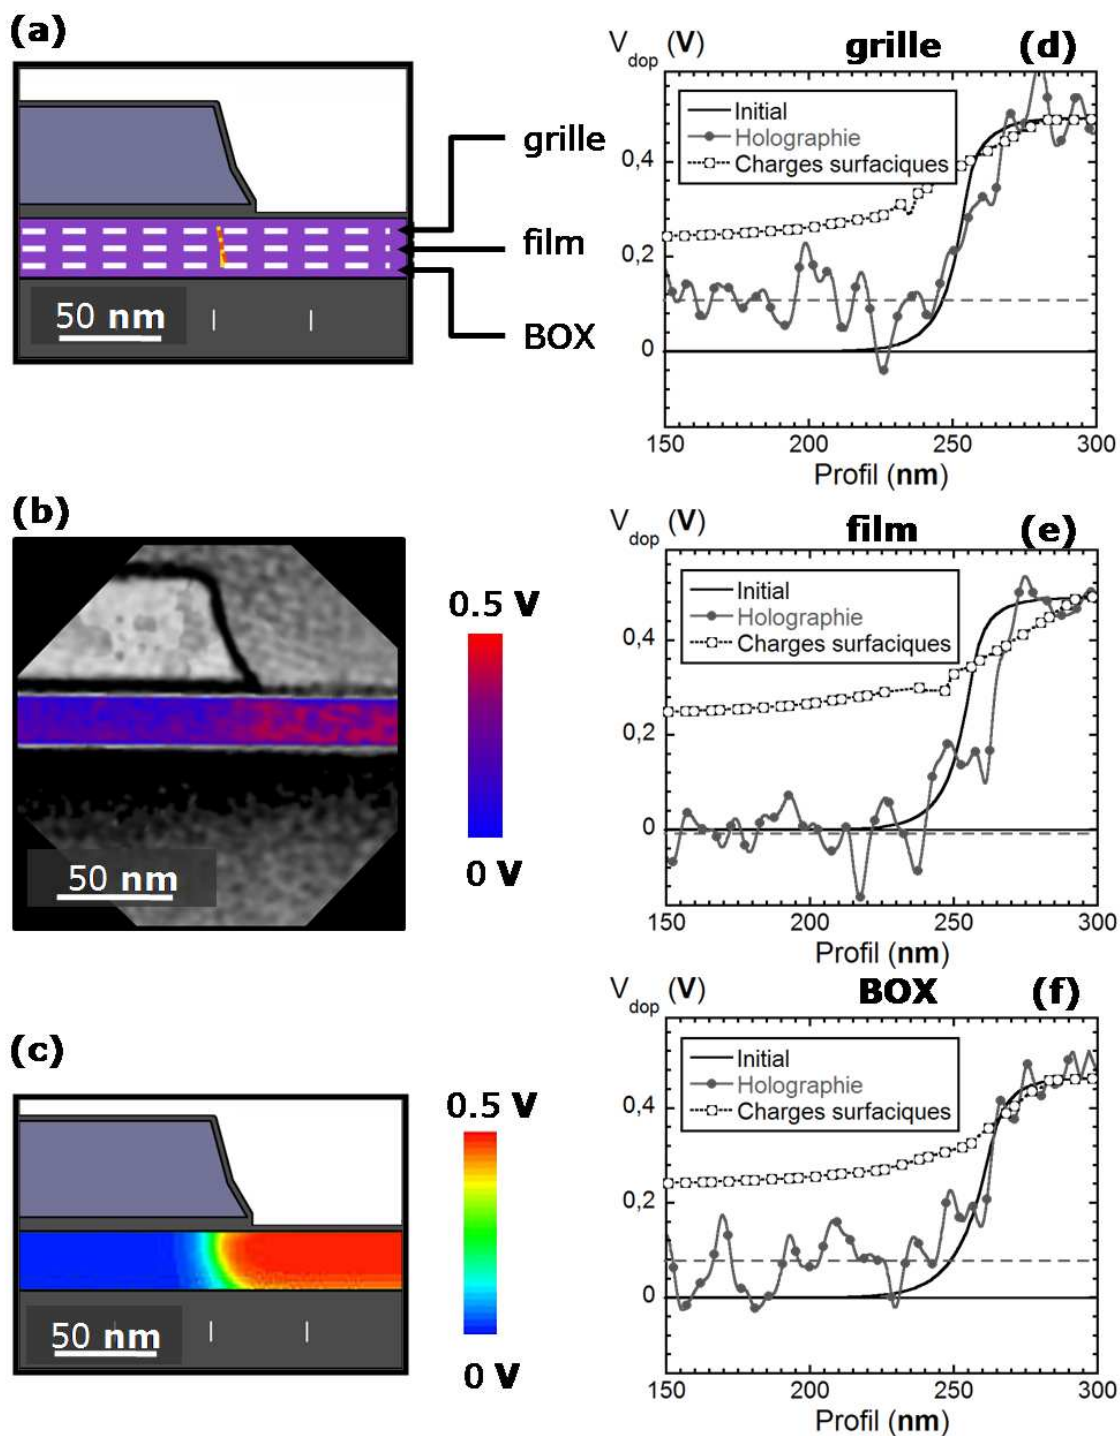 (a)
grille
film
BOX
50 nm
(b)
0.5 V
0 V
50 nm
(c)
0.5 V
0 V
50 nm
V_dop (V)
grille
(d)
Initial
Holographie
Charges surfaciques
0,4
0,2
0
150
200
250
300
Profil (nm)
V_dop (V)
film
(e)
Initial
Holographie
Charges surfaciques
0,4
0,2
0
150
200
250
300
Profil (nm)
V_dop (V)
BOX
(f)
Initial
Holographie
Charges surfaciques
0,4
0,2
0
150
200
250
300
Profil (nm)